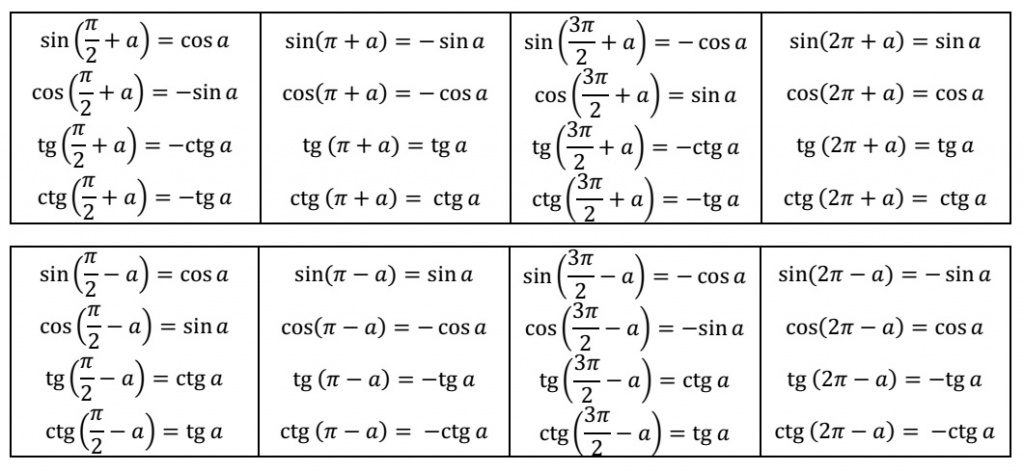 sin(π/2 + a) = cos a
cos(π/2 + a) = −sin a
tg(π/2 + a) = −ctg a
ctg(π/2 + a) = −tg a
sin(π + a) = − sin a
cos(π + a) = − cos a
tg (π + a) = tg a
ctg (π + a) = ctg a
sin(3π/2 + a) = − cos a
cos(3π/2 + a) = sin a
tg(3π/2 + a) = −ctg a
ctg(3π/2 + a) = −tg a
sin(2π + a) = sin a
cos(2π + a) = cos a
tg (2π + a) = tg a
ctg (2π + a) = ctg a
sin(π/2 − a) = cos a
cos(π/2 − a) = sin a
tg(π/2 − a) = ctg a
ctg(π/2 − a) = tg a
sin(π − a) = sin a
cos(π − a) = − cos a
tg (π − a) = −tg a
ctg (π − a) = −ctg a
sin(3π/2 − a) = − cos a
cos(3π/2 − a) = −sin a
tg(3π/2 − a) = ctg a
ctg(3π/2 − a) = tg a
sin(2π − a) = − sin a
cos(2π − a) = cos a
tg (2π − a) = −tg a
ctg (2π − a) = −ctg a